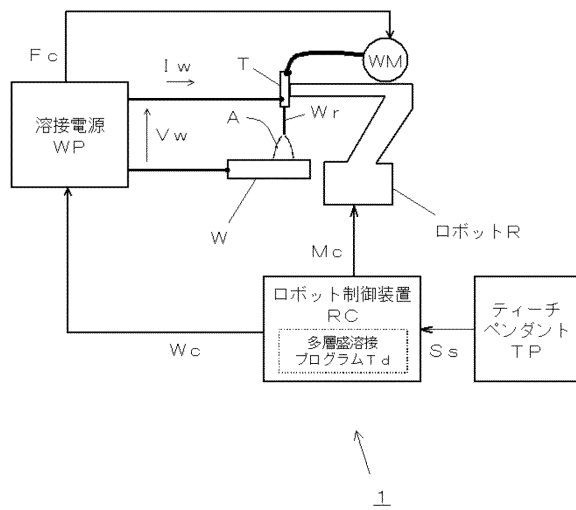 Fc
WM
Iw
T
溶接電源
WP
Vw
A
Wr
W
ロボットR
Mc
ロボット制御装置
RC
多層盛溶接
プログラムTd
Wc
Ss
ティーチ
ペンダント
TP
1